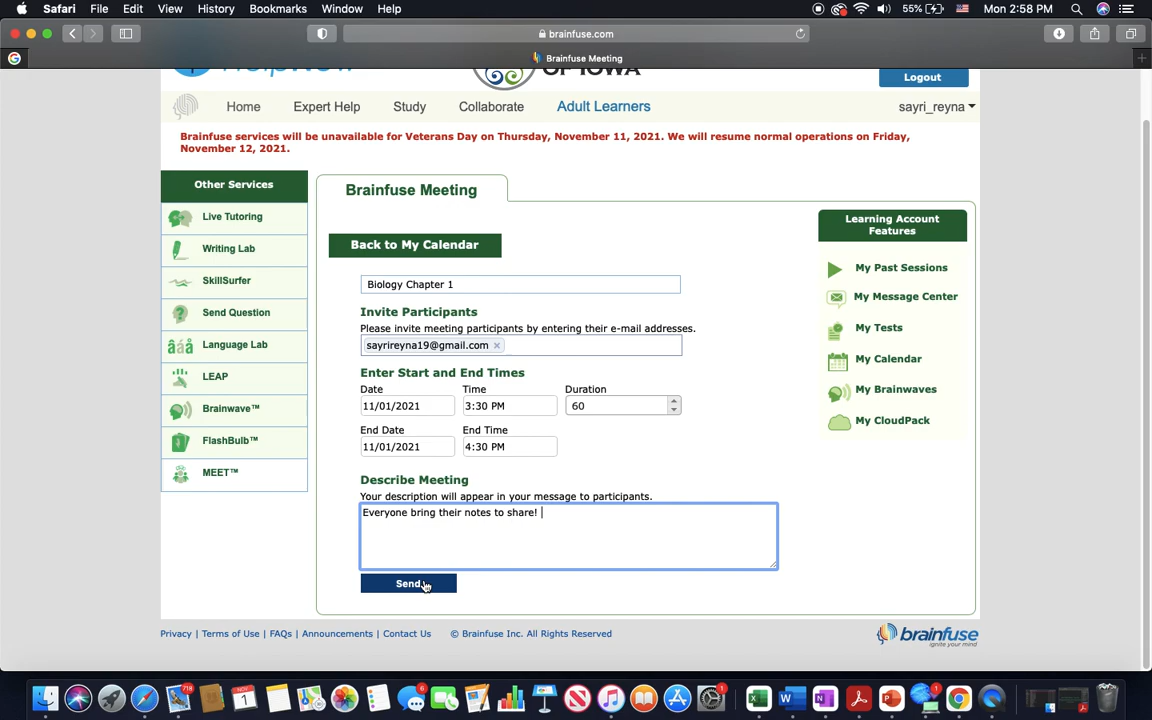 Safari File Edit View History Bookmarks Window Help 55% Mon 2:58 PM
brainfuse.com
Brainfuse Meeting
OF IOWA
Logout
Home Expert Help Study Collaborate Adult Learners sayri_reyna
Brainfuse services will be unavailable for Veterans Day on Thursday, November 11, 2021. We will resume normal operations on Friday,
November 12, 2021.
Other Services
Live Tutoring
Writing Lab
SkillSurfer
Send Question
Language Lab
LEAP
Brainwave™
FlashBulb™
MEET™
Brainfuse Meeting
Back to My Calendar
Biology Chapter 1
Invite Participants
Please invite meeting participants by entering their e-mail addresses.
sayrireyna19@gmail.com ×
Enter Start and End Times
Date Time Duration
11/01/2021 3:30 PM 60
End Date End Time
11/01/2021 4:30 PM
Describe Meeting
Your description will appear in your message to participants.
Everyone bring their notes to share!
Send
Learning Account
Features
My Past Sessions
My Message Center
My Tests
My Calendar
My Brainwaves
My CloudPack
Privacy | Terms of Use | FAQs | Announcements | Contact Us © Brainfuse Inc. All Rights Reserved
brainfuse
ignite your mind